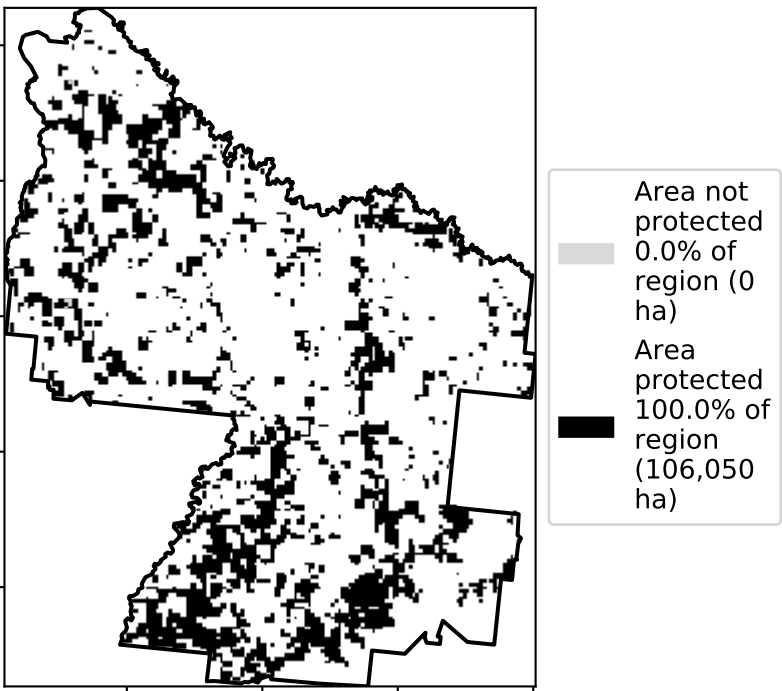 Area not
protected
0.0% of
region (0
ha)
Area
protected
100.0% of
region
(106,050
ha)